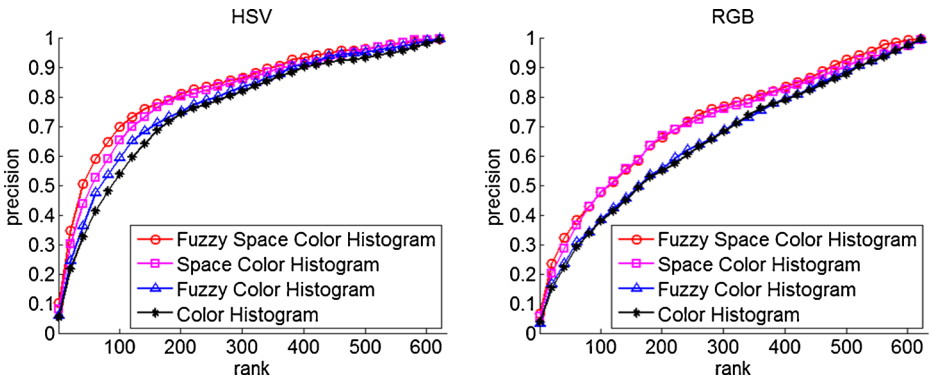 HSV
precision
1
0.9
0.8
0.7
0.6
0.5
0.4
0.3
0.2
0.1
0
Fuzzy Space Color Histogram
Space Color Histogram
Fuzzy Color Histogram
Color Histogram
100 200 300 400 500 600
rank
RGB
precision
1
0.9
0.8
0.7
0.6
0.5
0.4
0.3
0.2
0.1
0
Fuzzy Space Color Histogram
Space Color Histogram
Fuzzy Color Histogram
Color Histogram
100 200 300 400 500 600
rank